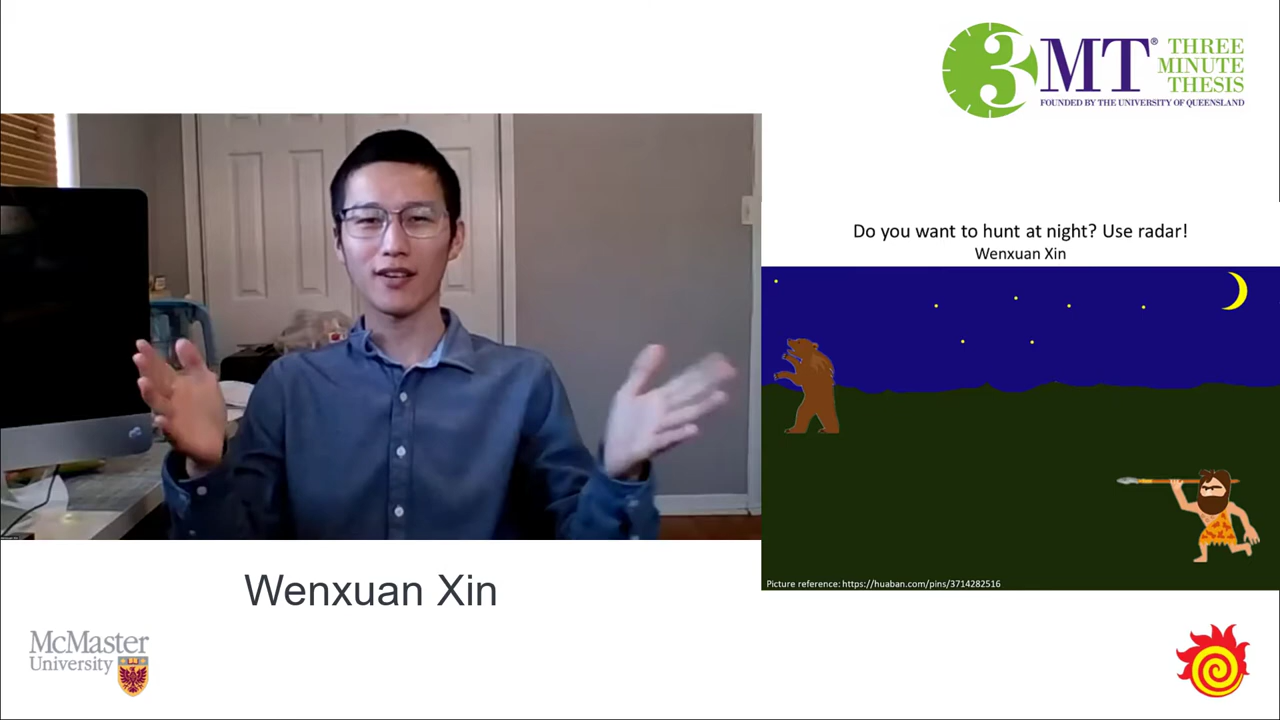 3MT® THREE
MINUTE
THESIS
FOUNDED BY THE UNIVERSITY OF QUEENSLAND
Do you want to hunt at night? Use radar!
Wenxuan Xin
Picture reference: https://huaban.com/pins/3714282516
Wenxuan Xin
McMaster
University